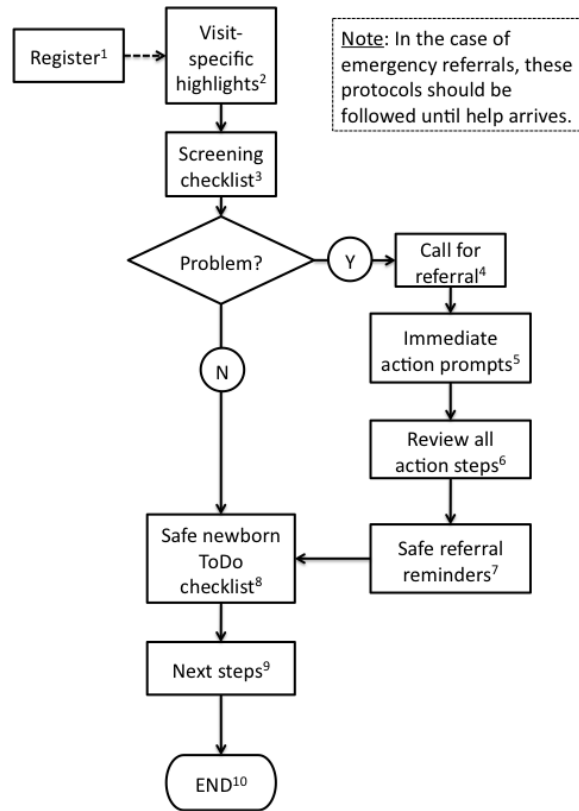 Register¹
Visit-
specific
highlights²
Note: In the case of
emergency referrals, these
protocols should be
followed until help arrives.
Screening
checklist³
Problem?
Y
Call for
referral⁴
Immediate
action prompts⁵
N
Review all
action steps⁶
Safe newborn
ToDo
checklist⁸
Safe referral
reminders⁷
Next steps⁹
END¹⁰